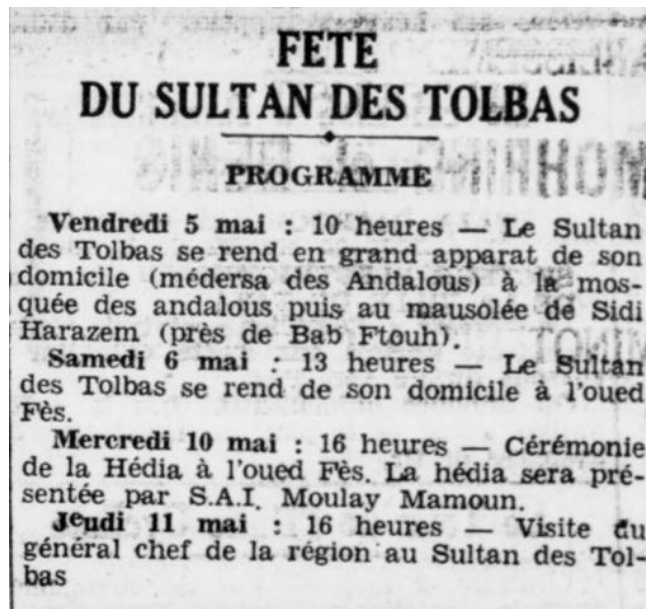 FETE
DU SULTAN DES TOLBAS
PROGRAMME
Vendredi 5 mai : 10 heures — Le Sultan
des Tolbas se rend en grand apparat de son
domicile (médersa des Andalous) à la mos-
quée des andalous puis au mausolée de Sidi
Harazem (près de Bab F'touh).
Samedi 6 mai : 13 heures — Le Sultan
des Tolbas se rend de son domicile à l'oued
Fès.
Mercredi 10 mai : 16 heures — Cérémonie
de la Hédia à l'oued Fès. La hédia sera pré-
sentée par S.A.I. Moulay Mamoun.
Jeudi 11 mai : 16 heures — Visite du
général chef de la région au Sultan des Tol-
bas